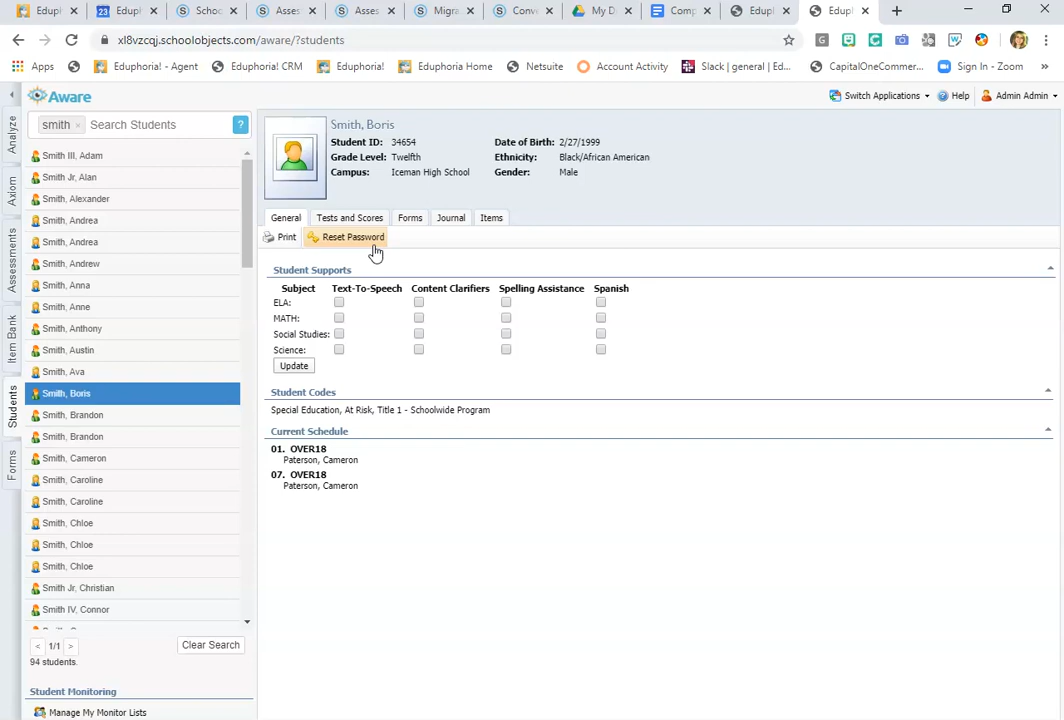 Eduph
Eduph
Schoo
Asses
Asses
Migra
Conve
My D
Comp
Eduph
Eduph
xl8vzcqj.schoolobjects.com/aware/?students
Apps
Eduphoria! - Agent
Eduphoria! CRM
Eduphoria!
Eduphoria Home
Netsuite
Account Activity
Slack | general | Ed...
CapitalOneCommer...
Sign In - Zoom
»
Aware
Switch Applications
Help
Admin Admin
Analyze
Axiom
Assessments
Item Bank
Students
Forms
smith ×
Search Students
?
Smith III, Adam
Smith Jr, Alan
Smith, Alexander
Smith, Andrea
Smith, Andrea
Smith, Andrew
Smith, Anna
Smith, Anne
Smith, Anthony
Smith, Austin
Smith, Ava
Smith, Boris
Smith, Brandon
Smith, Brandon
Smith, Cameron
Smith, Caroline
Smith, Caroline
Smith, Chloe
Smith, Chloe
Smith, Chloe
Smith Jr, Christian
Smith IV, Connor
< 1/1 >
Clear Search
94 students.
Student Monitoring
Manage My Monitor Lists
Smith, Boris
Student ID: 34654
Date of Birth: 2/27/1999
Grade Level: Twelfth
Ethnicity: Black/African American
Campus: Iceman High School
Gender: Male
General
Tests and Scores
Forms
Journal
Items
Print
Reset Password
Student Supports
Subject Text-To-Speech Content Clarifiers Spelling Assistance Spanish
ELA:
MATH:
Social Studies:
Science:
Update
Student Codes
Special Education, At Risk, Title 1 - Schoolwide Program
Current Schedule
01. OVER18
Paterson, Cameron
07. OVER18
Paterson, Cameron